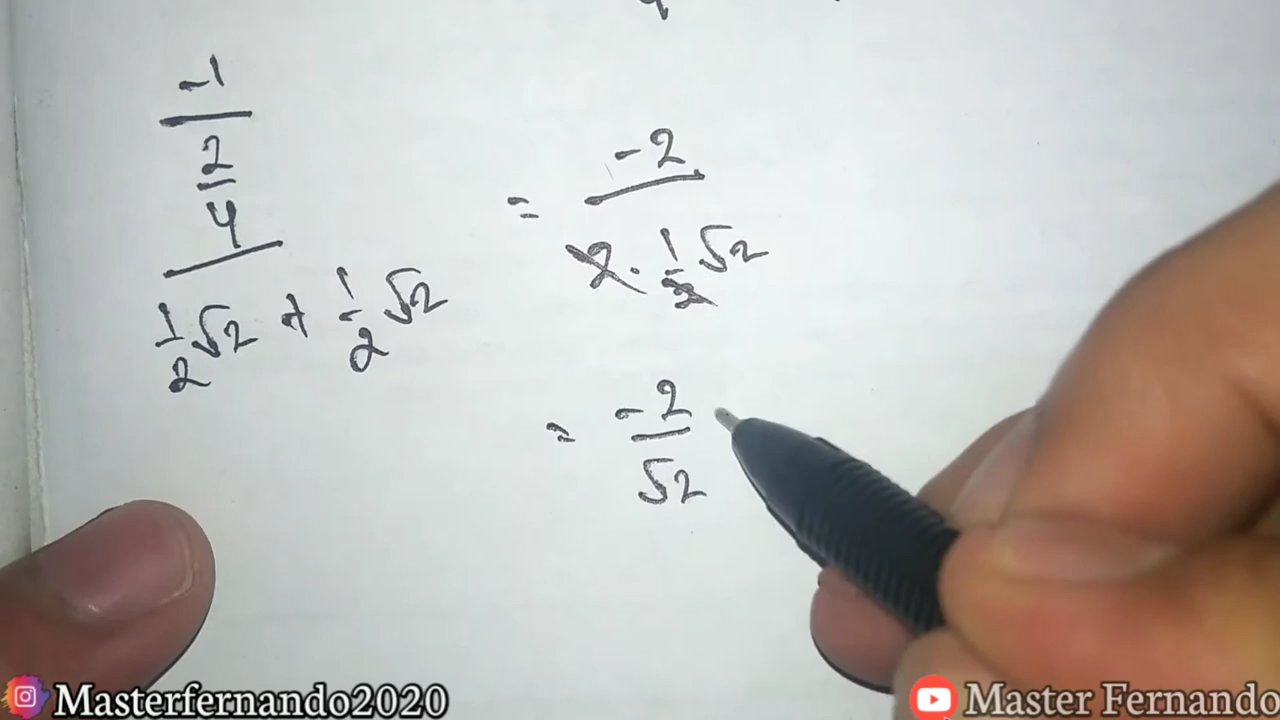 -1
2
4
1/2 √2 + 1/2 √2
= -2
2 · 1/2 √2
= -2
√2
Masterfernando2020
Master Fernando